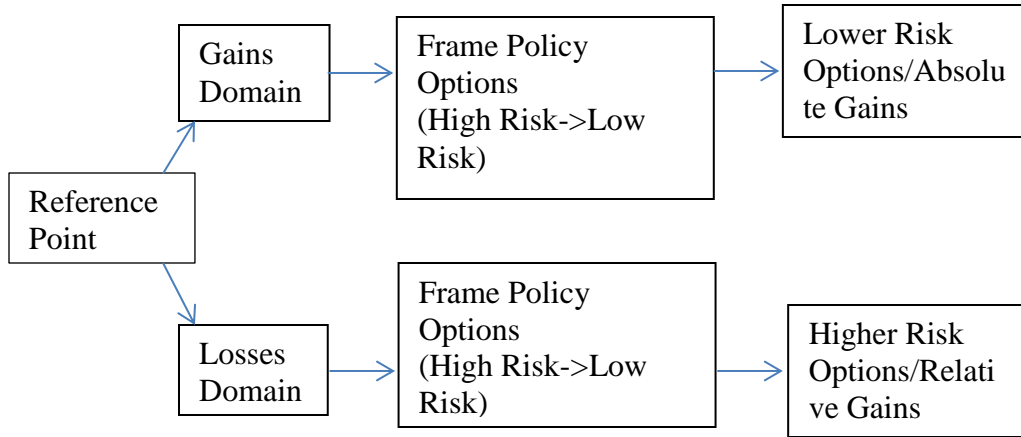 Gains
Domain
Frame Policy
Options
(High Risk->Low
Risk)
Lower Risk
Options/Absolu
te Gains
Reference
Point
Losses
Domain
Frame Policy
Options
(High Risk->Low
Risk)
Higher Risk
Options/Relati
ve Gains